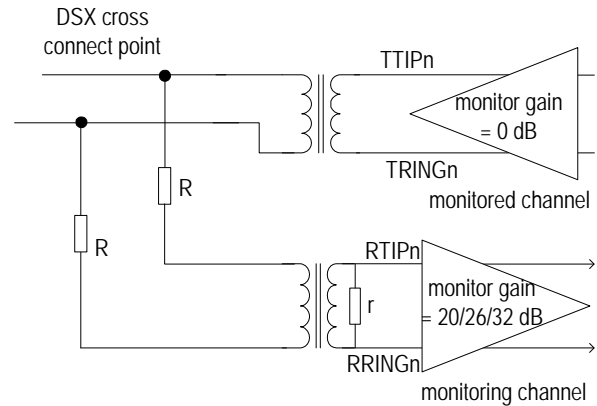 DSX cross
connect point
TTIPn
monitor gain
= 0 dB
TRINGn
monitored channel
R
R
RTIPn
monitor gain
= 20/26/32 dB
r
RRINGn
monitoring channel